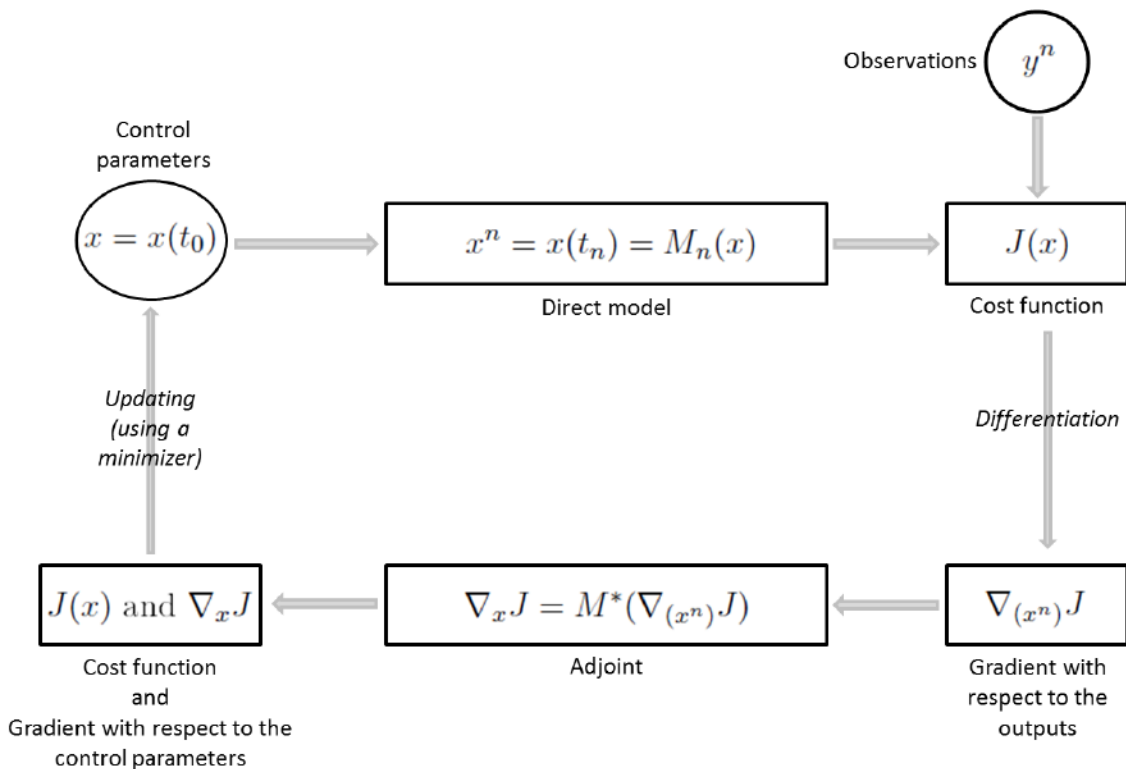 Observations
y^n
Control
parameters
x = x(t_0)
x^n = x(t_n) = M_n(x)
J(x)
Direct model
Cost function
Updating
(using a
minimizer)
Differentiation
J(x) and ∇_x J
∇_x J = M^*(∇_{(x^n)} J)
∇_{(x^n)} J
Cost function
and
Gradient with respect to the
control parameters
Adjoint
Gradient with
respect to the
outputs